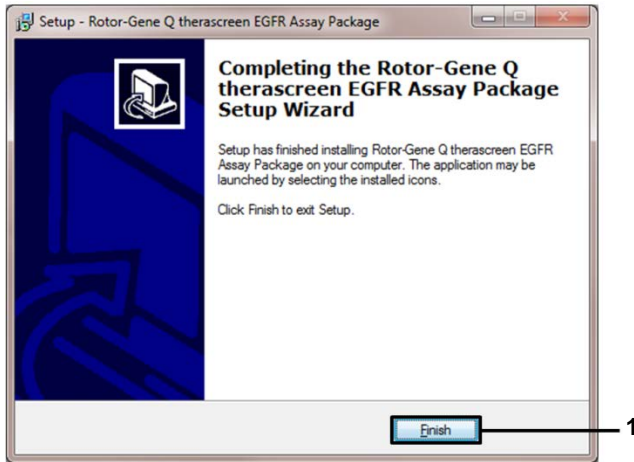 Setup - Rotor-Gene Q therascreen EGFR Assay Package
Completing the Rotor-Gene Q
therascreen EGFR Assay Package
Setup Wizard
Setup has finished installing Rotor-Gene Q therascreen EGFR
Assay Package on your computer. The application may be
launched by selecting the installed icons.
Click Finish to exit Setup.
Finish
1